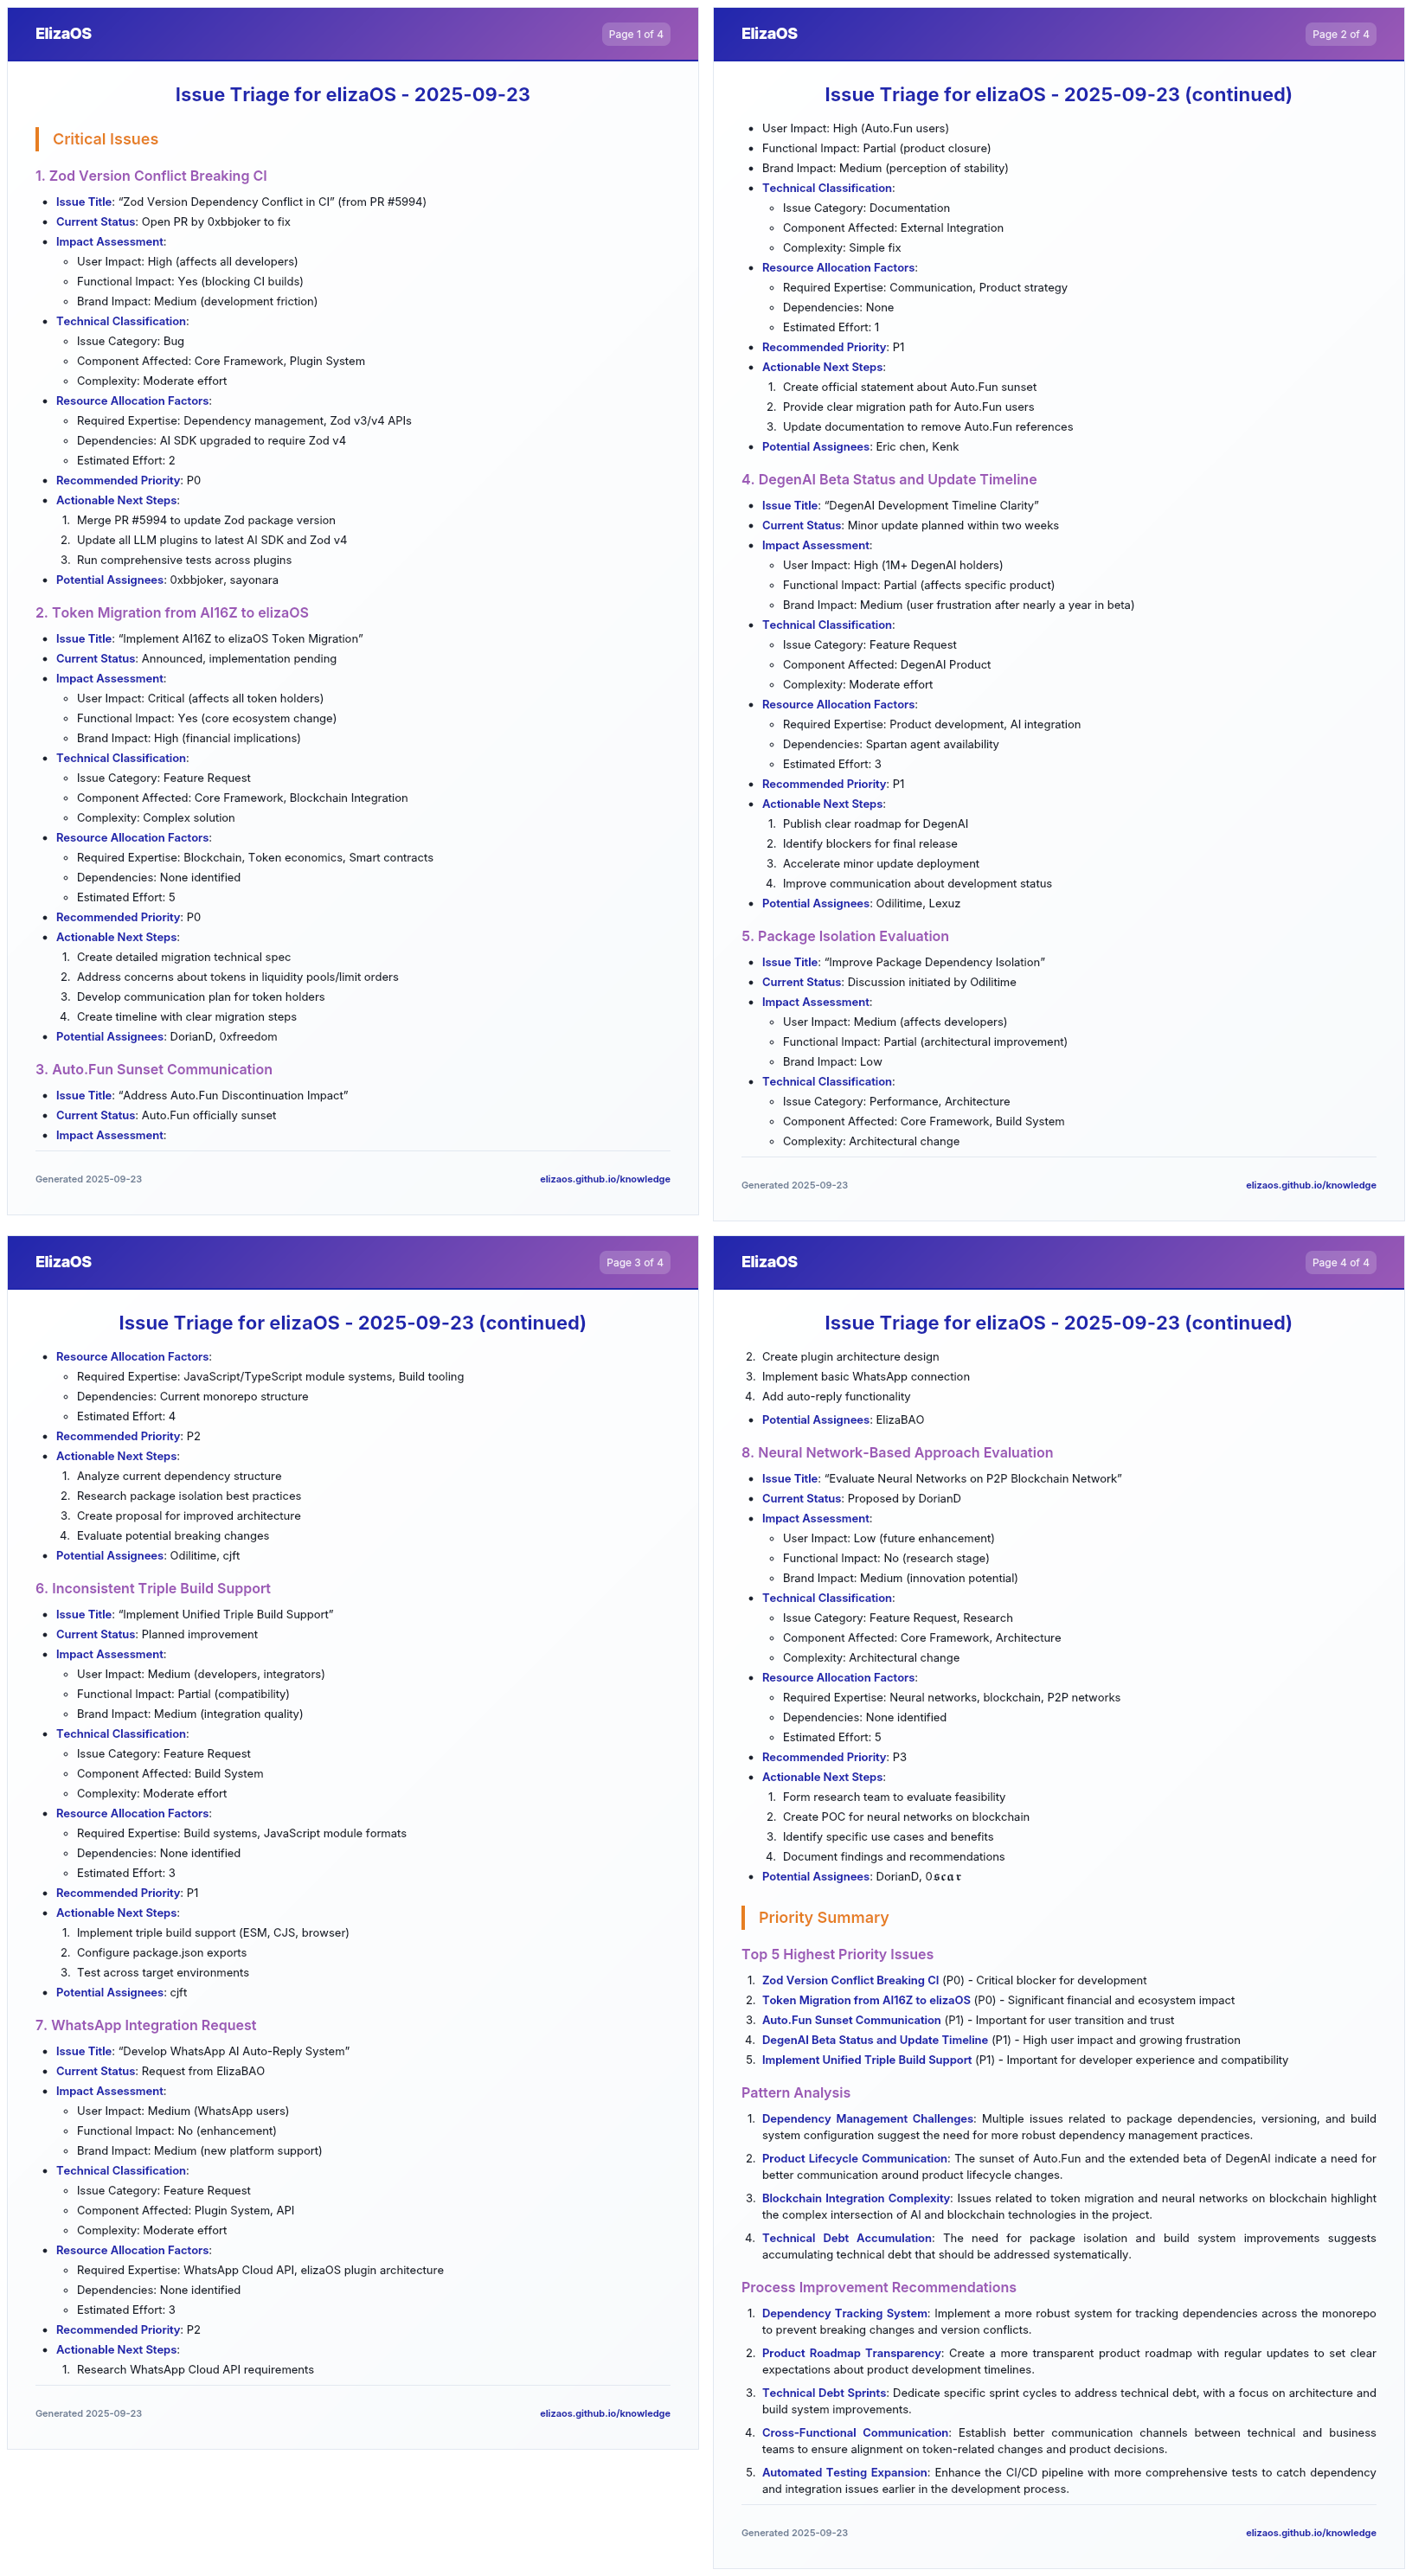 ElizaOS
Page 1 of 4
Issue Triage for elizaOS - 2025-09-23
Critical Issues
1. Zod Version Conflict Breaking CI
• Issue Title: “Zod Version Dependency Conflict in CI” (from PR #5994)
• Current Status: Open PR by 0xbbjoker to fix
• Impact Assessment:
◦ User Impact: High (affects all developers)
◦ Functional Impact: Yes (blocking CI builds)
◦ Brand Impact: Medium (development friction)
• Technical Classification:
◦ Issue Category: Bug
◦ Component Affected: Core Framework, Plugin System
◦ Complexity: Moderate effort
• Resource Allocation Factors:
◦ Required Expertise: Dependency management, Zod v3/v4 APIs
◦ Dependencies: AI SDK upgraded to require Zod v4
◦ Estimated Effort: 2
• Recommended Priority: P0
• Actionable Next Steps:
1. Merge PR #5994 to update Zod package version
2. Update all LLM plugins to latest AI SDK and Zod v4
3. Run comprehensive tests across plugins
• Potential Assignees: 0xbbjoker, sayonara
2. Token Migration from AI16Z to elizaOS
• Issue Title: “Implement AI16Z to elizaOS Token Migration”
• Current Status: Announced, implementation pending
• Impact Assessment:
◦ User Impact: Critical (affects all token holders)
◦ Functional Impact: Yes (core ecosystem change)
◦ Brand Impact: High (financial implications)
• Technical Classification:
◦ Issue Category: Feature Request
◦ Component Affected: Core Framework, Blockchain Integration
◦ Complexity: Complex solution
• Resource Allocation Factors:
◦ Required Expertise: Blockchain, Token economics, Smart contracts
◦ Dependencies: None identified
◦ Estimated Effort: 5
• Recommended Priority: P0
• Actionable Next Steps:
1. Create detailed migration technical spec
2. Address concerns about tokens in liquidity pools/limit orders
3. Develop communication plan for token holders
4. Create timeline with clear migration steps
• Potential Assignees: DorianD, 0xfreedom
3. Auto.Fun Sunset Communication
• Issue Title: “Address Auto.Fun Discontinuation Impact”
• Current Status: Auto.Fun officially sunset
• Impact Assessment:
Generated 2025-09-23
elizaos.github.io/knowledge
ElizaOS
Page 2 of 4
Issue Triage for elizaOS - 2025-09-23 (continued)
• User Impact: High (Auto.Fun users)
• Functional Impact: Partial (product closure)
• Brand Impact: Medium (perception of stability)
• Technical Classification:
◦ Issue Category: Documentation
◦ Component Affected: External Integration
◦ Complexity: Simple fix
• Resource Allocation Factors:
◦ Required Expertise: Communication, Product strategy
◦ Dependencies: None
◦ Estimated Effort: 1
• Recommended Priority: P1
• Actionable Next Steps:
1. Create official statement about Auto.Fun sunset
2. Provide clear migration path for Auto.Fun users
3. Update documentation to remove Auto.Fun references
• Potential Assignees: Eric chen, Kenk
4. DegenAI Beta Status and Update Timeline
• Issue Title: “DegenAI Development Timeline Clarity”
• Current Status: Minor update planned within two weeks
• Impact Assessment:
◦ User Impact: High (1M+ DegenAI holders)
◦ Functional Impact: Partial (affects specific product)
◦ Brand Impact: Medium (user frustration after nearly a year in beta)
• Technical Classification:
◦ Issue Category: Feature Request
◦ Component Affected: DegenAI Product
◦ Complexity: Moderate effort
• Resource Allocation Factors:
◦ Required Expertise: Product development, AI integration
◦ Dependencies: Spartan agent availability
◦ Estimated Effort: 3
• Recommended Priority: P1
• Actionable Next Steps:
1. Publish clear roadmap for DegenAI
2. Identify blockers for final release
3. Accelerate minor update deployment
4. Improve communication about development status
• Potential Assignees: Odilitime, Lexuz
5. Package Isolation Evaluation
• Issue Title: “Improve Package Dependency Isolation”
• Current Status: Discussion initiated by Odilitime
• Impact Assessment:
◦ User Impact: Medium (affects developers)
◦ Functional Impact: Partial (architectural improvement)
◦ Brand Impact: Low
• Technical Classification:
◦ Issue Category: Performance, Architecture
◦ Component Affected: Core Framework, Build System
◦ Complexity: Architectural change
Generated 2025-09-23
elizaos.github.io/knowledge
ElizaOS
Page 3 of 4
Issue Triage for elizaOS - 2025-09-23 (continued)
• Resource Allocation Factors:
◦ Required Expertise: JavaScript/TypeScript module systems, Build tooling
◦ Dependencies: Current monorepo structure
◦ Estimated Effort: 4
• Recommended Priority: P2
• Actionable Next Steps:
1. Analyze current dependency structure
2. Research package isolation best practices
3. Create proposal for improved architecture
4. Evaluate potential breaking changes
• Potential Assignees: Odilitime, cjft
6. Inconsistent Triple Build Support
• Issue Title: “Implement Unified Triple Build Support”
• Current Status: Planned improvement
• Impact Assessment:
◦ User Impact: Medium (developers, integrators)
◦ Functional Impact: Partial (compatibility)
◦ Brand Impact: Medium (integration quality)
• Technical Classification:
◦ Issue Category: Feature Request
◦ Component Affected: Build System
◦ Complexity: Moderate effort
• Resource Allocation Factors:
◦ Required Expertise: Build systems, JavaScript module formats
◦ Dependencies: None identified
◦ Estimated Effort: 3
• Recommended Priority: P1
• Actionable Next Steps:
1. Implement triple build support (ESM, CJS, browser)
2. Configure package.json exports
3. Test across target environments
• Potential Assignees: cjft
7. WhatsApp Integration Request
• Issue Title: “Develop WhatsApp AI Auto-Reply System”
• Current Status: Request from ElizaBAO
• Impact Assessment:
◦ User Impact: Medium (WhatsApp users)
◦ Functional Impact: No (enhancement)
◦ Brand Impact: Medium (new platform support)
• Technical Classification:
◦ Issue Category: Feature Request
◦ Component Affected: Plugin System, API
◦ Complexity: Moderate effort
• Resource Allocation Factors:
◦ Required Expertise: WhatsApp Cloud API, elizaOS plugin architecture
◦ Dependencies: None identified
◦ Estimated Effort: 3
• Recommended Priority: P2
• Actionable Next Steps:
1. Research WhatsApp Cloud API requirements
Generated 2025-09-23
elizaos.github.io/knowledge
ElizaOS
Page 4 of 4
Issue Triage for elizaOS - 2025-09-23 (continued)
2. Create plugin architecture design
3. Implement basic WhatsApp connection
4. Add auto-reply functionality
• Potential Assignees: ElizaBAO
8. Neural Network-Based Approach Evaluation
• Issue Title: “Evaluate Neural Networks on P2P Blockchain Network”
• Current Status: Proposed by DorianD
• Impact Assessment:
◦ User Impact: Low (future enhancement)
◦ Functional Impact: No (research stage)
◦ Brand Impact: Medium (innovation potential)
• Technical Classification:
◦ Issue Category: Feature Request, Research
◦ Component Affected: Core Framework, Architecture
◦ Complexity: Architectural change
• Resource Allocation Factors:
◦ Required Expertise: Neural networks, blockchain, P2P networks
◦ Dependencies: None identified
◦ Estimated Effort: 5
• Recommended Priority: P3
• Actionable Next Steps:
1. Form research team to evaluate feasibility
2. Create POC for neural networks on blockchain
3. Identify specific use cases and benefits
4. Document findings and recommendations
• Potential Assignees: DorianD, 0𝖘𝖈𝖆𝖗
Priority Summary
Top 5 Highest Priority Issues
1. Zod Version Conflict Breaking CI (P0) - Critical blocker for development
2. Token Migration from AI16Z to elizaOS (P0) - Significant financial and ecosystem impact
3. Auto.Fun Sunset Communication (P1) - Important for user transition and trust
4. DegenAI Beta Status and Update Timeline (P1) - High user impact and growing frustration
5. Implement Unified Triple Build Support (P1) - Important for developer experience and compatibility
Pattern Analysis
1. Dependency Management Challenges: Multiple issues related to package dependencies, versioning, and build
system configuration suggest the need for more robust dependency management practices.
2. Product Lifecycle Communication: The sunset of Auto.Fun and the extended beta of DegenAI indicate a need for
better communication around product lifecycle changes.
3. Blockchain Integration Complexity: Issues related to token migration and neural networks on blockchain highlight
the complex intersection of AI and blockchain technologies in the project.
4. Technical Debt Accumulation: The need for package isolation and build system improvements suggests
accumulating technical debt that should be addressed systematically.
Process Improvement Recommendations
1. Dependency Tracking System: Implement a more robust system for tracking dependencies across the monorepo
to prevent breaking changes and version conflicts.
2. Product Roadmap Transparency: Create a more transparent product roadmap with regular updates to set clear
expectations about product development timelines.
3. Technical Debt Sprints: Dedicate specific sprint cycles to address technical debt, with a focus on architecture and
build system improvements.
4. Cross-Functional Communication: Establish better communication channels between technical and business
teams to ensure alignment on token-related changes and product decisions.
5. Automated Testing Expansion: Enhance the CI/CD pipeline with more comprehensive tests to catch dependency
and integration issues earlier in the development process.
Generated 2025-09-23
elizaos.github.io/knowledge